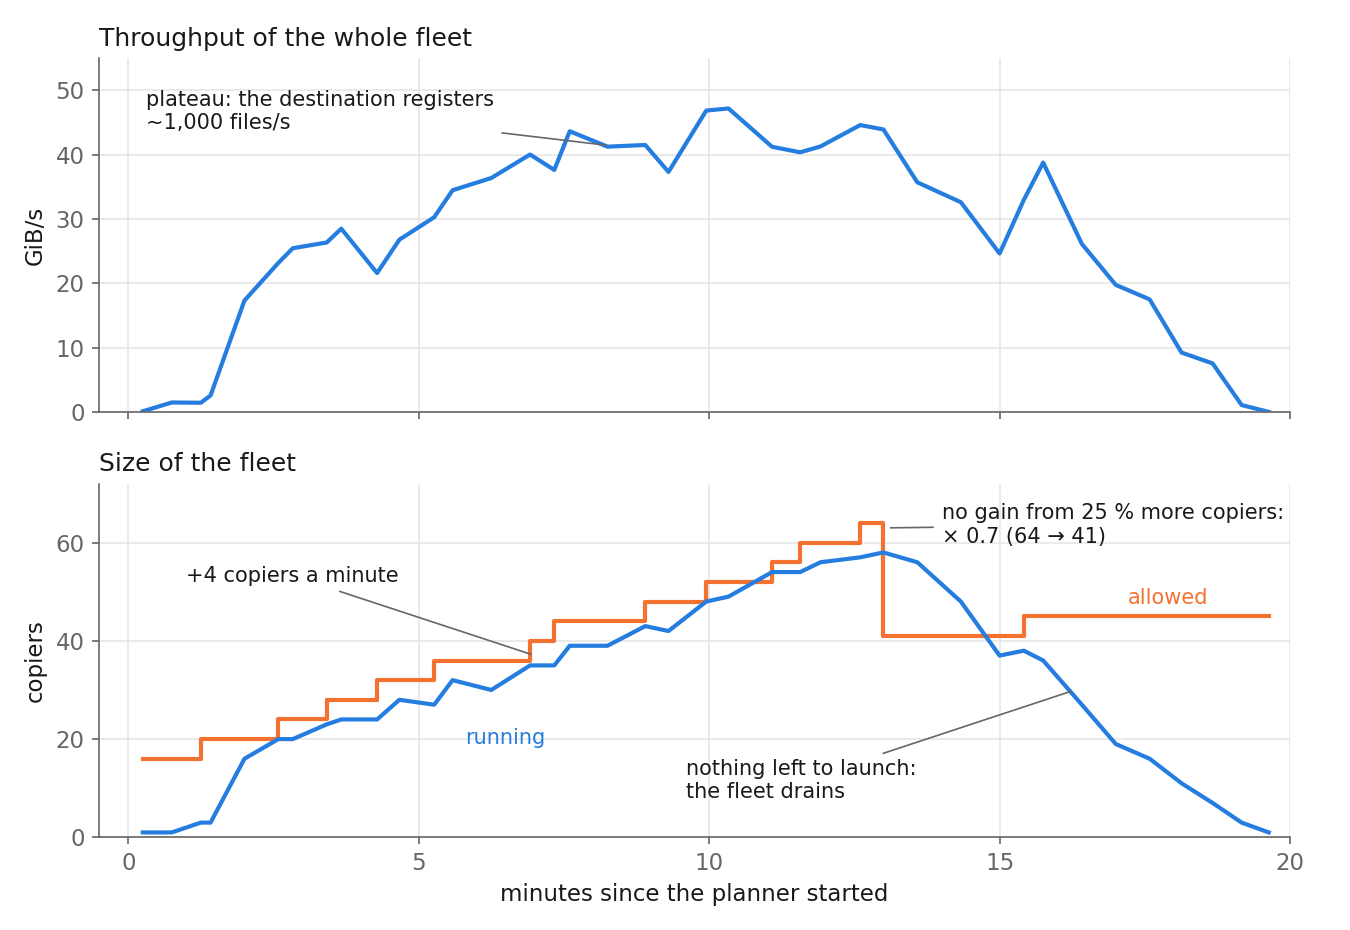 Throughput of the whole fleet
50
40
30
20
10
0
GiB/s
plateau: the destination registers
~1,000 files/s
Size of the fleet
60
40
20
0
copiers
no gain from 25 % more copiers:
× 0.7 (64 → 41)
+4 copiers a minute
allowed
running
nothing left to launch:
the fleet drains
0 5 10 15 20
minutes since the planner started